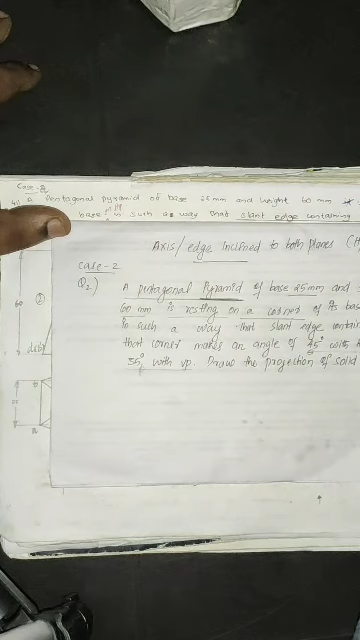 Case-2
a Pentagonal pyramid of base 25mm and height 60 mm
base in such a way that slant edge containing
Axis/edge inclined to both planes (H
case-2
Q2)
A pentagonal pyramid of base 25mm and
60 mm is resting on a corner of its bas
in such a way that slant edge contain
that corner makes an angle of 45° with
35° with vp. Draw the projection of solid
60
25